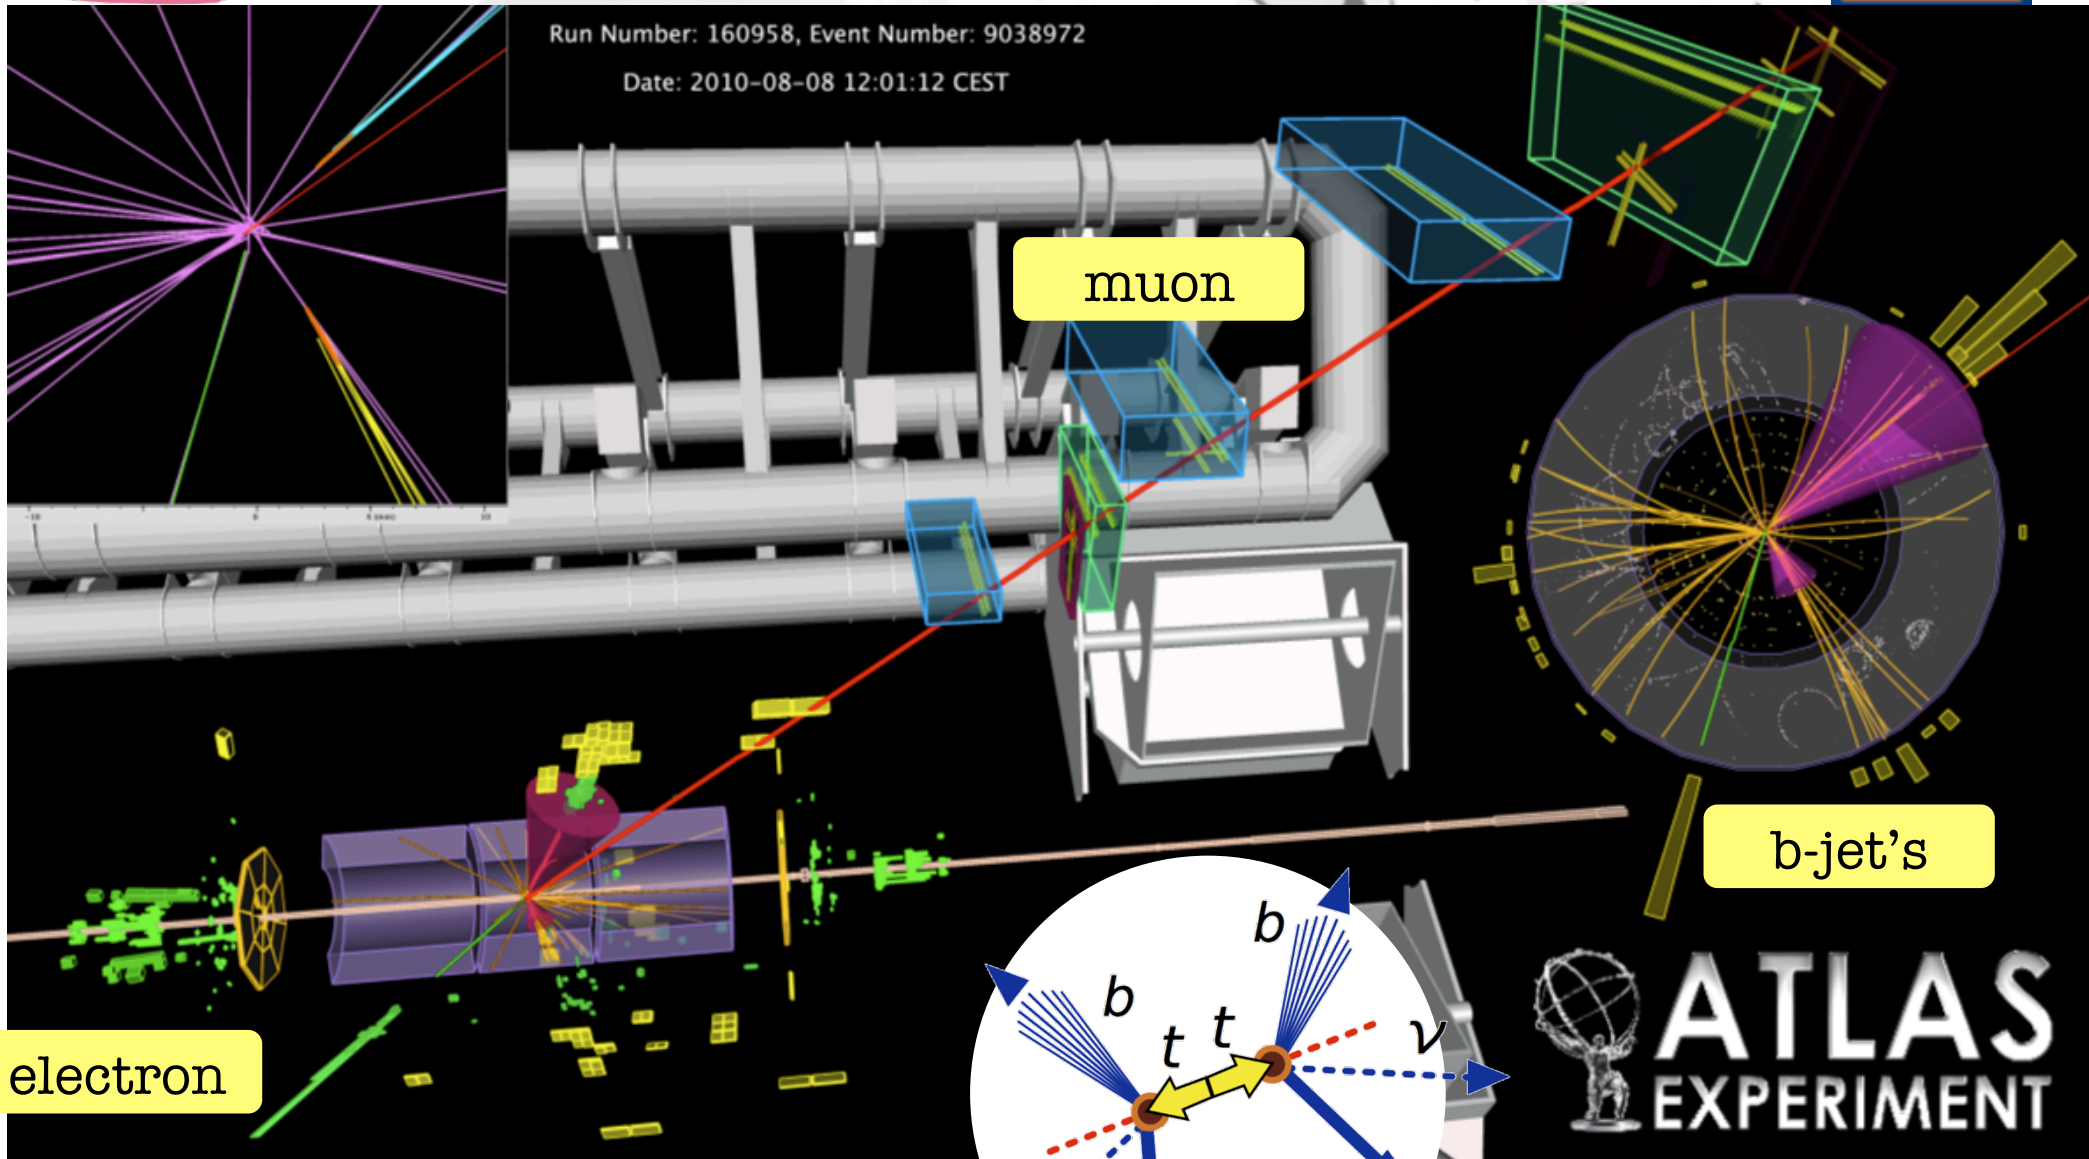 Run Number: 160958, Event Number: 9038972
Date: 2010-08-08 12:01:12 CEST
muon
b-jet's
electron
b
b
t
t
ν
ATLAS
EXPERIMENT